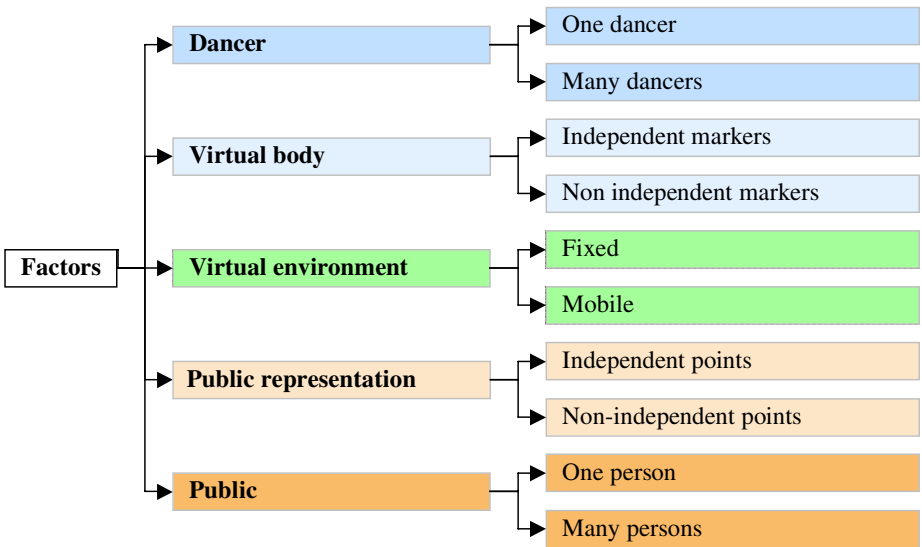 Factors
Dancer
One dancer
Many dancers
Virtual body
Independent markers
Non independent markers
Virtual environment
Fixed
Mobile
Public representation
Independent points
Non-independent points
Public
One person
Many persons